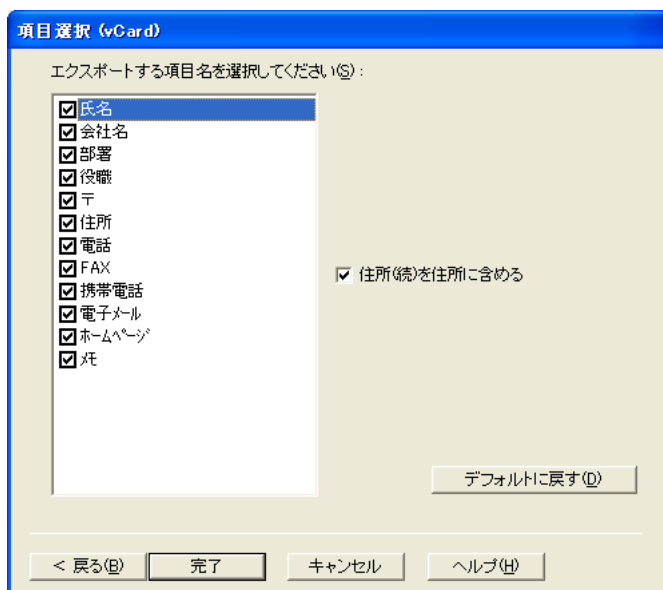 項目選択 (vCard)
エクスポートする項目名を選択してください(S):
氏名
会社名
部署
役職
〒
住所
電話
FAX
携帯電話
電子ﾒｰﾙ
ﾎｰﾑﾍﾟｰｼﾞ
ﾒﾓ
住所(続)を住所に含める
デフォルトに戻す(D)
< 戻る(B)
完了
キャンセル
ヘルプ(H)